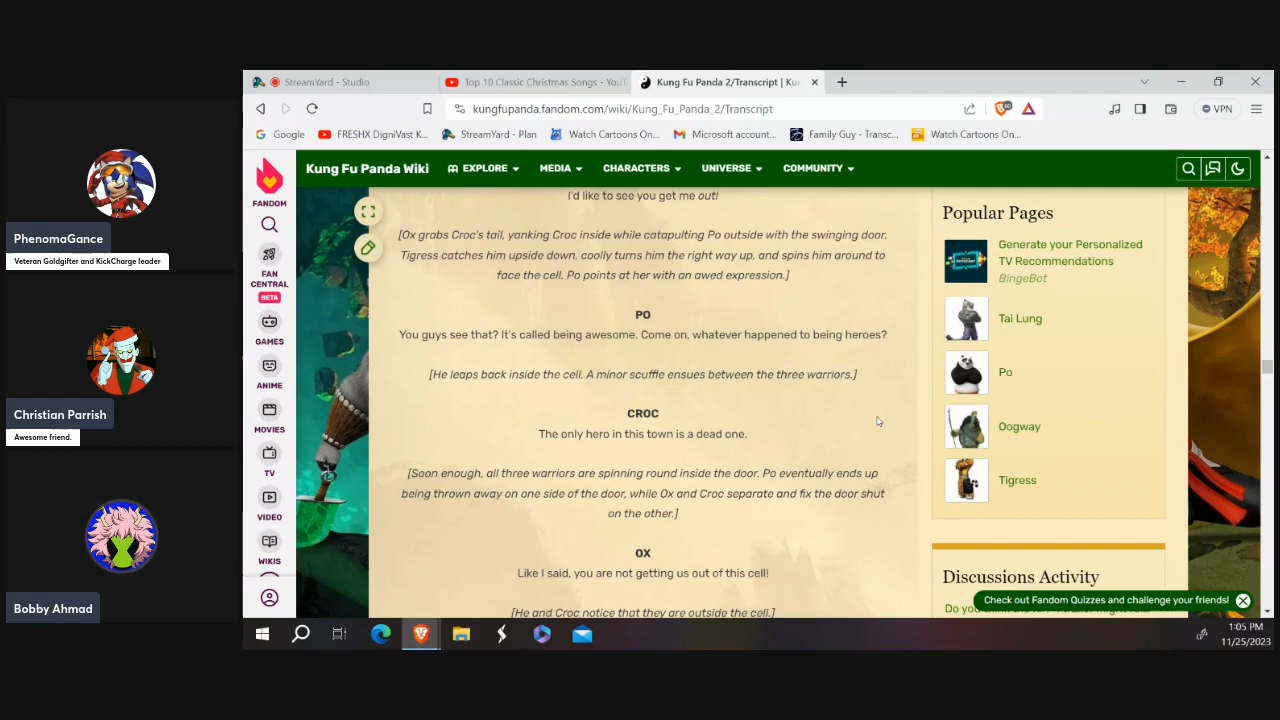 PhenomaGance
Veteran Goldgifter and KickCharge leader
Christian Parrish
Awesome friend.
Bobby Ahmad
StreamYard - Studio
Top 10 Classic Christmas Songs - YouT
Kung Fu Panda 2/Transcript | Ku
kungfupanda.fandom.com/wiki/Kung_Fu_Panda_2/Transcript
VPN
Google
FRESHX DigniVast K...
StreamYard - Plan
Watch Cartoons On...
Microsoft account...
Family Guy - Transc...
Watch Cartoons On...
Kung Fu Panda Wiki
EXPLORE
MEDIA
CHARACTERS
UNIVERSE
COMMUNITY
FANDOM
FAN CENTRAL
BETA
GAMES
ANIME
MOVIES
TV
VIDEO
WIKIS
I'd like to see you get me out!
[Ox grabs Croc's tail, yanking Croc inside while catapulting Po outside with the swinging door.
Tigress catches him upside down, coolly turns him the right way up, and spins him around to
face the cell. Po points at her with an awed expression.]
PO
You guys see that? It's called being awesome. Come on, whatever happened to being heroes?
[He leaps back inside the cell. A minor scuffle ensues between the three warriors.]
CROC
The only hero in this town is a dead one.
[Soon enough, all three warriors are spinning round inside the door. Po eventually ends up
being thrown away on one side of the door, while Ox and Croc separate and fix the door shut
on the other.]
OX
Like I said, you are not getting us out of this cell!
[He and Croc notice that they are outside the cell.]
Popular Pages
Generate your Personalized
TV Recommendations
BingeBot
Tai Lung
Po
Oogway
Tigress
Discussions Activity
Check out Fandom Quizzes and challenge your friends!
1:05 PM
11/25/2023